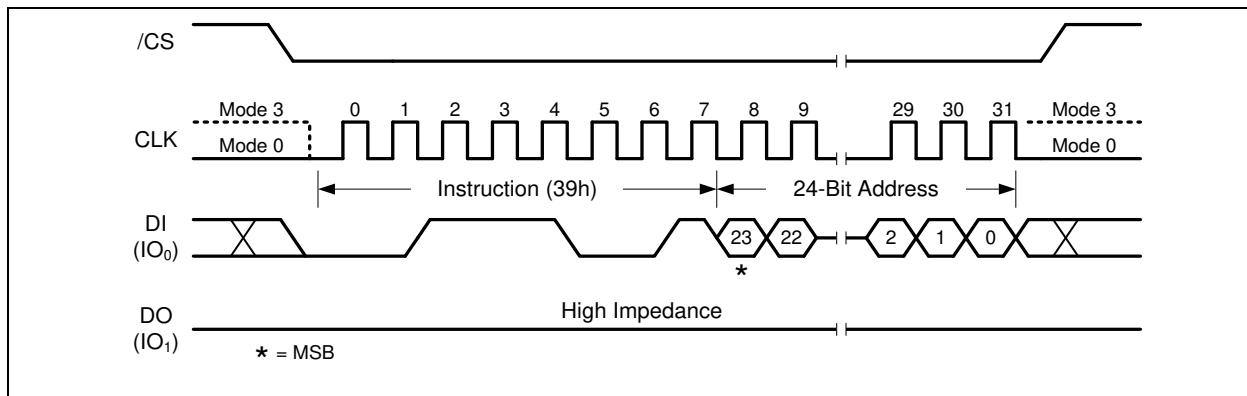 /CS
Mode 3 0 1 2 3 4 5 6 7 8 9 29 30 31 Mode 3
CLK Mode 0 Mode 0
Instruction (39h) 24-Bit Address
DI
(IO₀) 23 22 2 1 0
*
DO High Impedance
(IO₁)
* = MSB